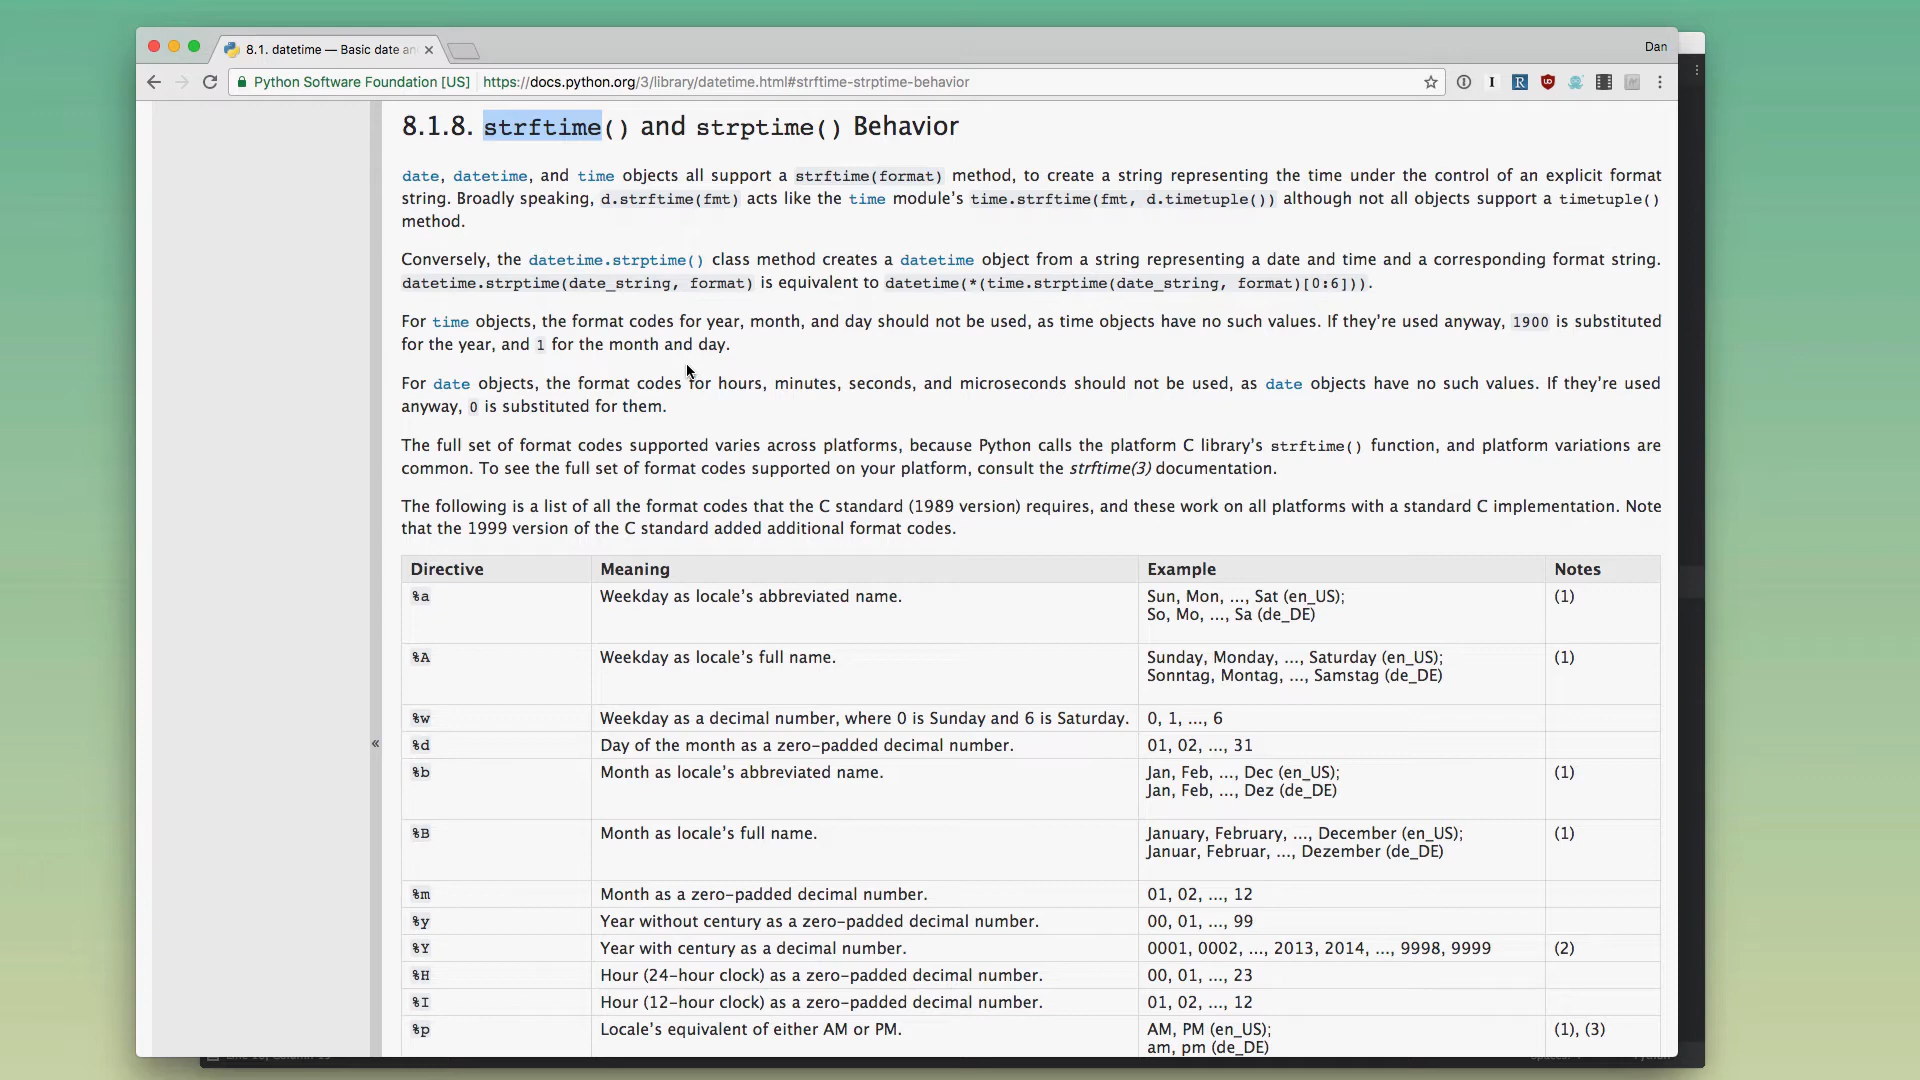 8.1. datetime — Basic date an
Dan
Python Software Foundation [US] https://docs.python.org/3/library/datetime.html#strftime-strptime-behavior
8.1.8. strftime() and strptime() Behavior
date, datetime, and time objects all support a strftime(format) method, to create a string representing the time under the control of an explicit format
string. Broadly speaking, d.strftime(fmt) acts like the time module’s time.strftime(fmt, d.timetuple()) although not all objects support a timetuple()
method.
Conversely, the datetime.strptime() class method creates a datetime object from a string representing a date and time and a corresponding format string.
datetime.strptime(date_string, format) is equivalent to datetime(*(time.strptime(date_string, format)[0:6])).
For time objects, the format codes for year, month, and day should not be used, as time objects have no such values. If they’re used anyway, 1900 is substituted
for the year, and 1 for the month and day.
For date objects, the format codes for hours, minutes, seconds, and microseconds should not be used, as date objects have no such values. If they’re used
anyway, 0 is substituted for them.
The full set of format codes supported varies across platforms, because Python calls the platform C library’s strftime() function, and platform variations are
common. To see the full set of format codes supported on your platform, consult the strftime(3) documentation.
The following is a list of all the format codes that the C standard (1989 version) requires, and these work on all platforms with a standard C implementation. Note
that the 1999 version of the C standard added additional format codes.
Directive Meaning Example Notes
%a Weekday as locale’s abbreviated name. Sun, Mon, ..., Sat (en_US); (1)
So, Mo, ..., Sa (de_DE)
%A Weekday as locale’s full name. Sunday, Monday, ..., Saturday (en_US); (1)
Sonntag, Montag, ..., Samstag (de_DE)
%w Weekday as a decimal number, where 0 is Sunday and 6 is Saturday. 0, 1, ..., 6
%d Day of the month as a zero-padded decimal number. 01, 02, ..., 31
%b Month as locale’s abbreviated name. Jan, Feb, ..., Dec (en_US); (1)
Jan, Feb, ..., Dez (de_DE)
%B Month as locale’s full name. January, February, ..., December (en_US); (1)
Januar, Februar, ..., Dezember (de_DE)
%m Month as a zero-padded decimal number. 01, 02, ..., 12
%y Year without century as a zero-padded decimal number. 00, 01, ..., 99
%Y Year with century as a decimal number. 0001, 0002, ..., 2013, 2014, ..., 9998, 9999 (2)
%H Hour (24-hour clock) as a zero-padded decimal number. 00, 01, ..., 23
%I Hour (12-hour clock) as a zero-padded decimal number. 01, 02, ..., 12
%p Locale’s equivalent of either AM or PM. AM, PM (en_US); (1), (3)
am, pm (de_DE)